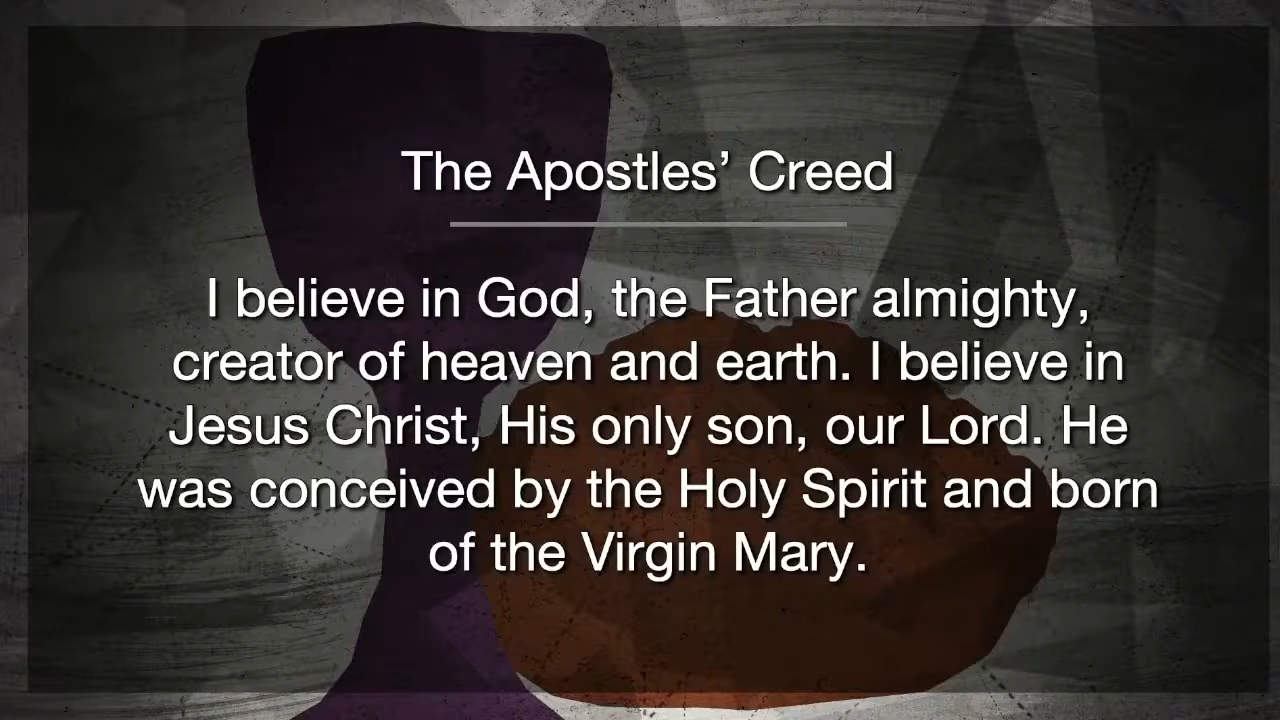 The Apostles’ Creed
I believe in God, the Father almighty,
creator of heaven and earth. I believe in
Jesus Christ, His only son, our Lord. He
was conceived by the Holy Spirit and born
of the Virgin Mary.